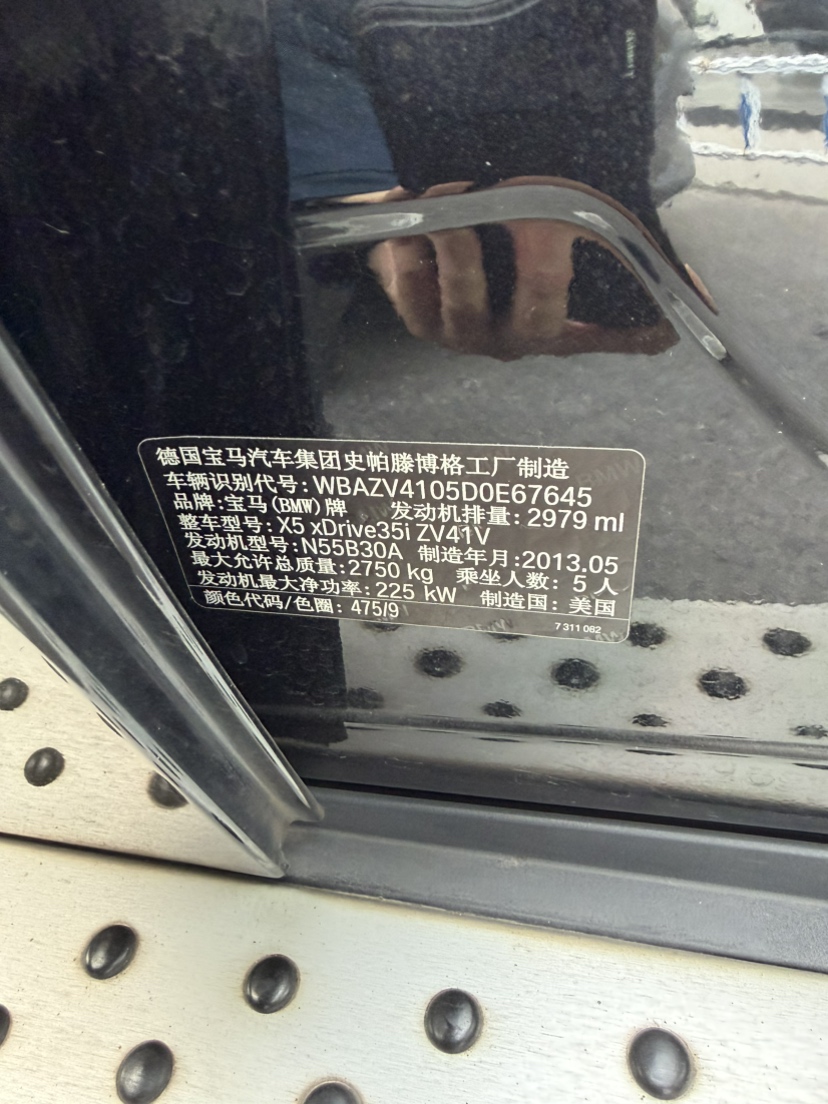 德国宝马汽车集团史帕滕博格工厂制造
车辆识别代号: WBAZV4105D0E67645
品牌:宝马(BMW)牌 发动机排量: 2979 ml
整车型号: X5 xDrive35i ZV41V
发动机型号: N55B30A 制造年月:2013.05
最大允许总质量: 2750 kg 乘坐人数: 5 人
发动机最大净功率: 225 kW 制造国: 美国
颜色代码/色圈: 475/9
7 311 082